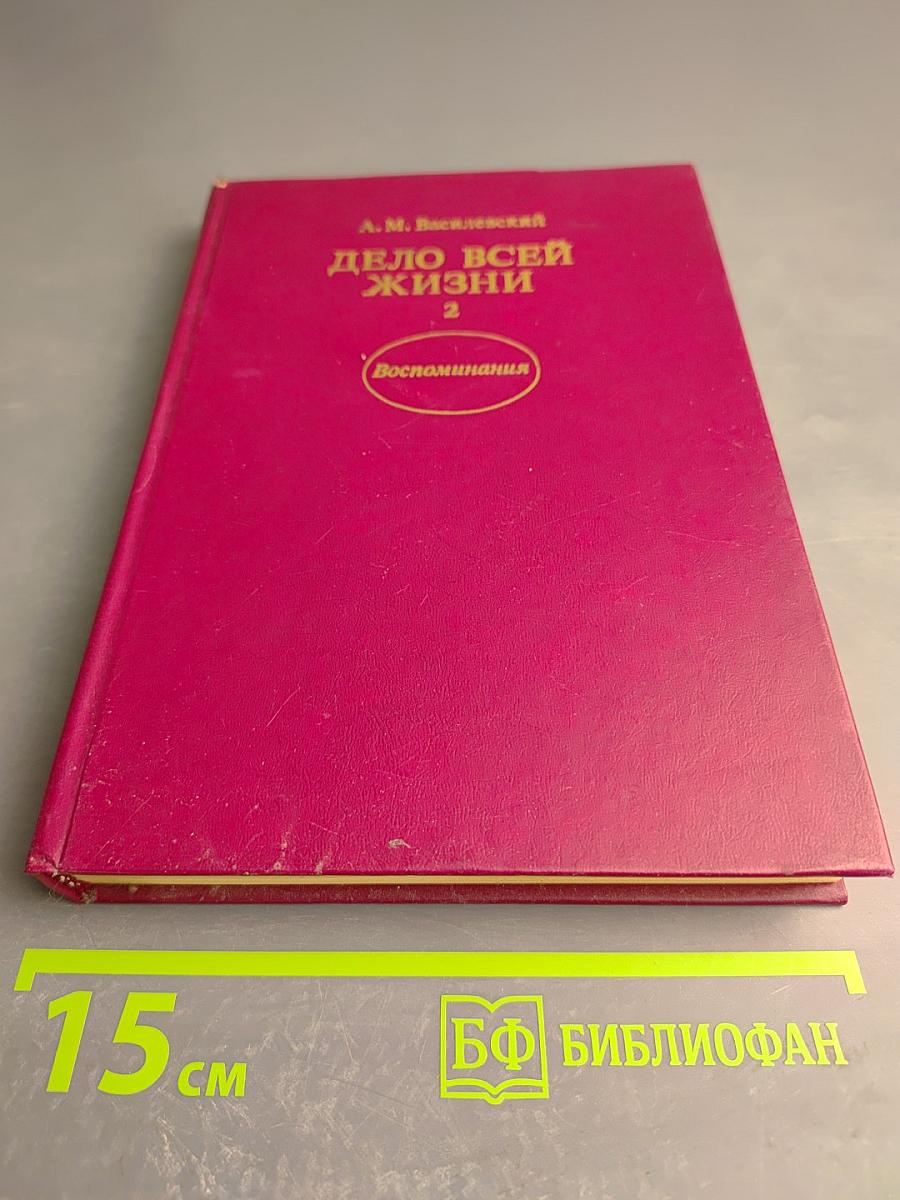 А. М. Василевский
ДЕЛО ВСЕЙ
ЖИЗНИ
2
Воспоминания
15 см
БФ БИБЛИОФАН